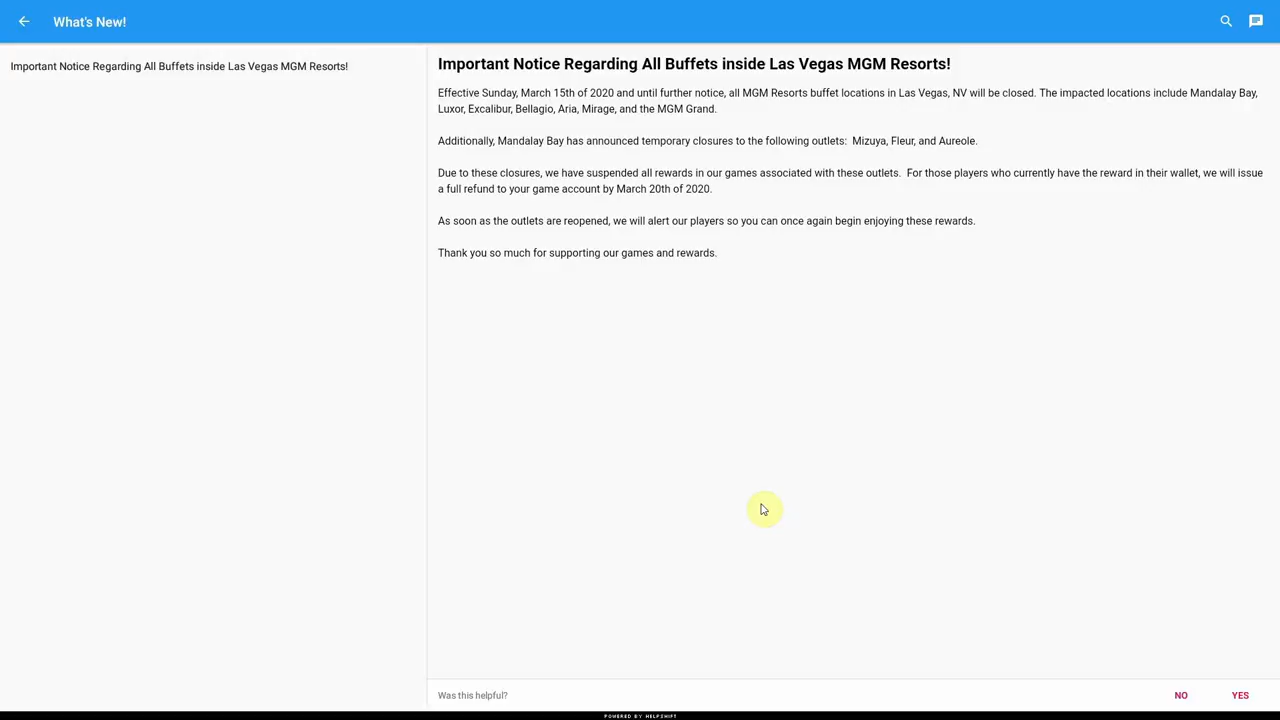 What's New!
Important Notice Regarding All Buffets inside Las Vegas MGM Resorts!
Important Notice Regarding All Buffets inside Las Vegas MGM Resorts!
Effective Sunday, March 15th of 2020 and until further notice, all MGM Resorts buffet locations in Las Vegas, NV will be closed. The impacted locations include Mandalay Bay,
Luxor, Excalibur, Bellagio, Aria, Mirage, and the MGM Grand.
Additionally, Mandalay Bay has announced temporary closures to the following outlets:  Mizuya, Fleur, and Aureole.
Due to these closures, we have suspended all rewards in our games associated with these outlets.  For those players who currently have the reward in their wallet, we will issue
a full refund to your game account by March 20th of 2020.
As soon as the outlets are reopened, we will alert our players so you can once again begin enjoying these rewards.
Thank you so much for supporting our games and rewards.
Was this helpful?
NO
YES
POWERED BY HELPSHIFT